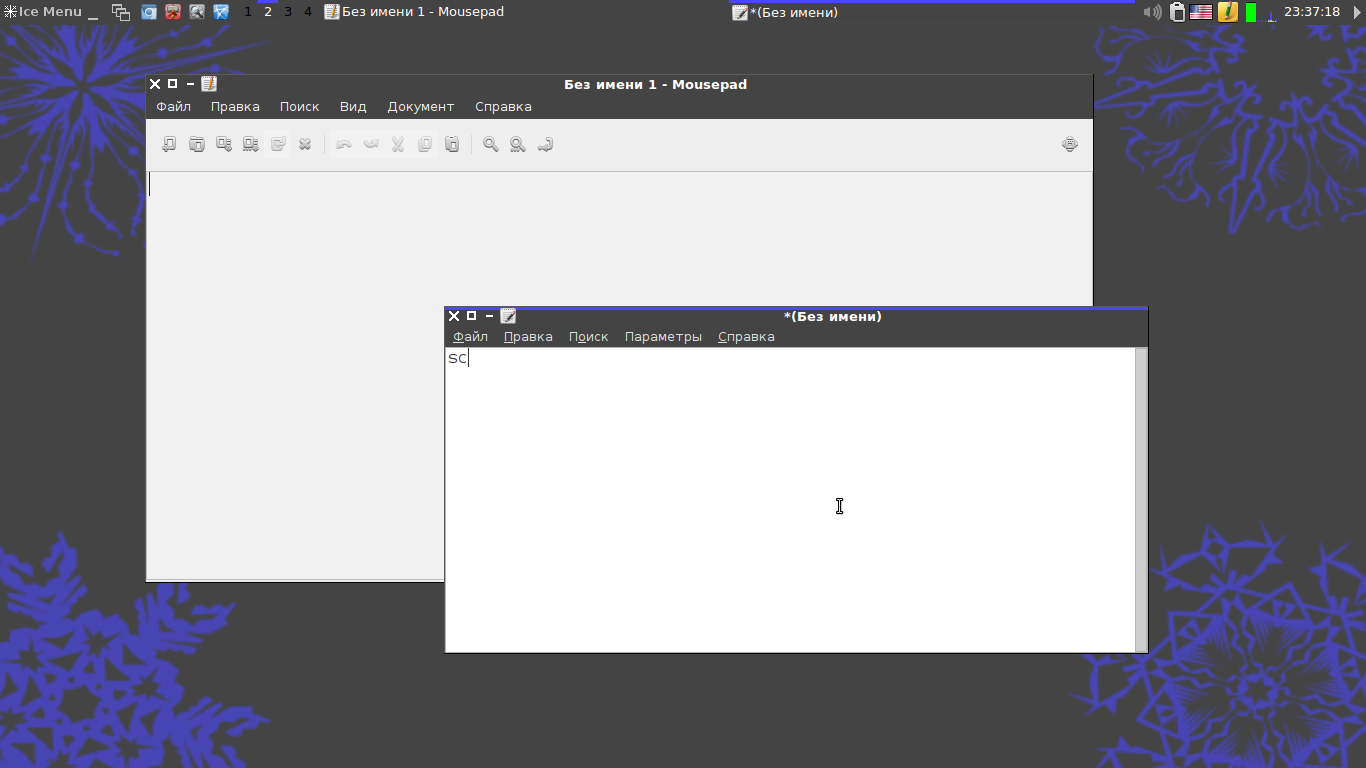 Ice Menu 1 2 3 4 Без имени 1 - Mousepad *(Без имени) 23:37:18
Без имени 1 - Mousepad
Файл Правка Поиск Вид Документ Справка
*(Без имени)
Файл Правка Поиск Параметры Справка
sc